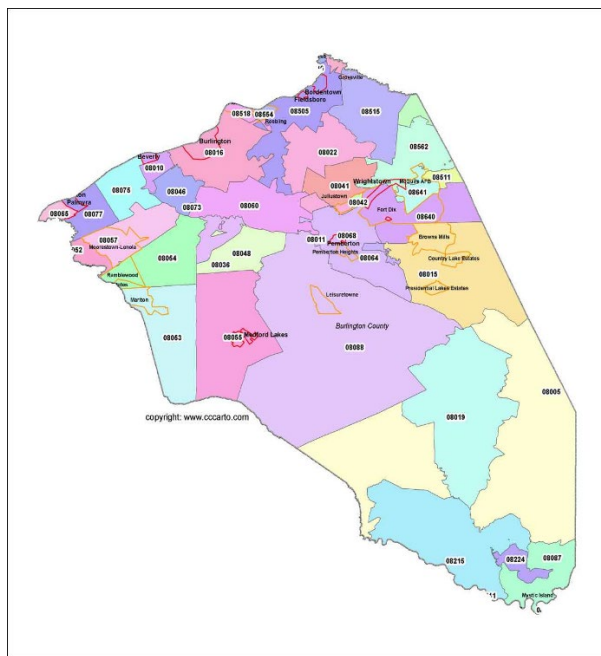 Bordentown
Fieldsboro
08505
08515
08518
08554
Roebling
Burlington
08016
08022
08562
Beverly
08010
Wrightstown
McGuire AFB
08511
08075
08046
08041
08641
Juliustown
08042
Palmyra
08065
08077
08073
08060
Fort Dix
08640
08057
Moorestown-Lenola
08011
08068
Pemberton
Browns Mills
08054
08048
Pemberton Heights
08064
Country Lake Estates
08036
08015
Ramblewood
Presidential Lakes Estates
Marlton
Leisuretowne
08053
08055
Medford Lakes
Burlington County
08088
08005
08019
copyright: www.cccarto.com
08215
08224
08087
Mystic Island